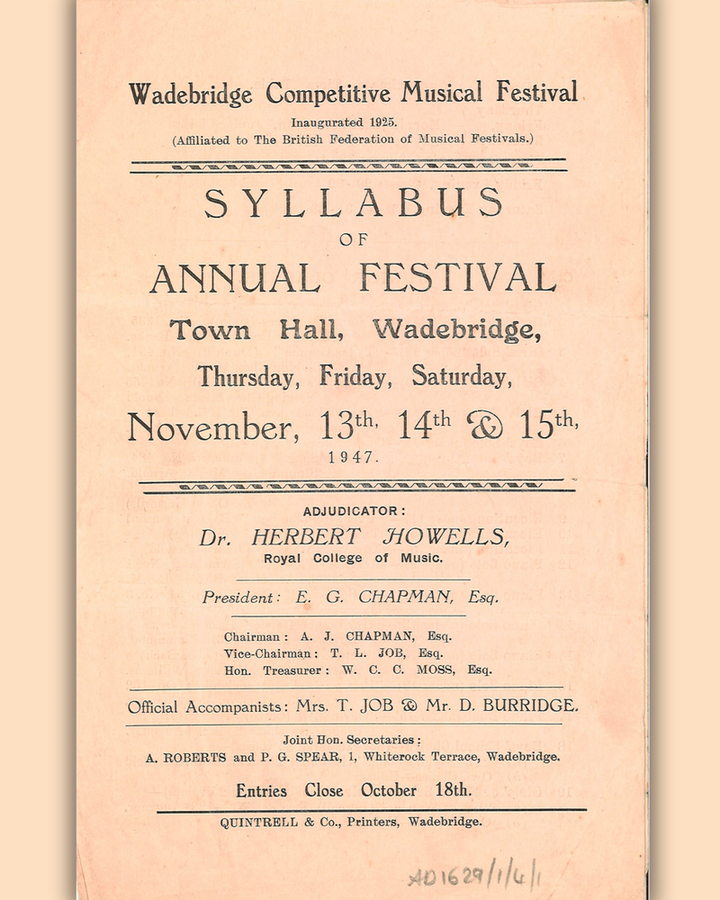 Wadebridge Competitive Musical Festival
Inaugurated 1925.
(Affiliated to The British Federation of Musical Festivals.)
SYLLABUS
OF
ANNUAL FESTIVAL
Town Hall, Wadebridge,
Thursday, Friday, Saturday,
November, 13th, 14th & 15th,
1947.
ADJUDICATOR:
Dr. HERBERT HOWELLS,
Royal College of Music.
President: E. G. CHAPMAN, Esq.
Chairman: A. J. CHAPMAN, Esq.
Vice-Chairman: T. L. JOB, Esq.
Hon. Treasurer: W. C. C. MOSS, Esq.
Official Accompanists: Mrs. T. JOB & Mr. D. BURRIDGE.
Joint Hon. Secretaries:
A. ROBERTS and P. G. SPEAR, 1, Whiterock Terrace, Wadebridge.
Entries Close October 18th.
QUINTRELL & Co., Printers, Wadebridge.
AD1629/1/4/1